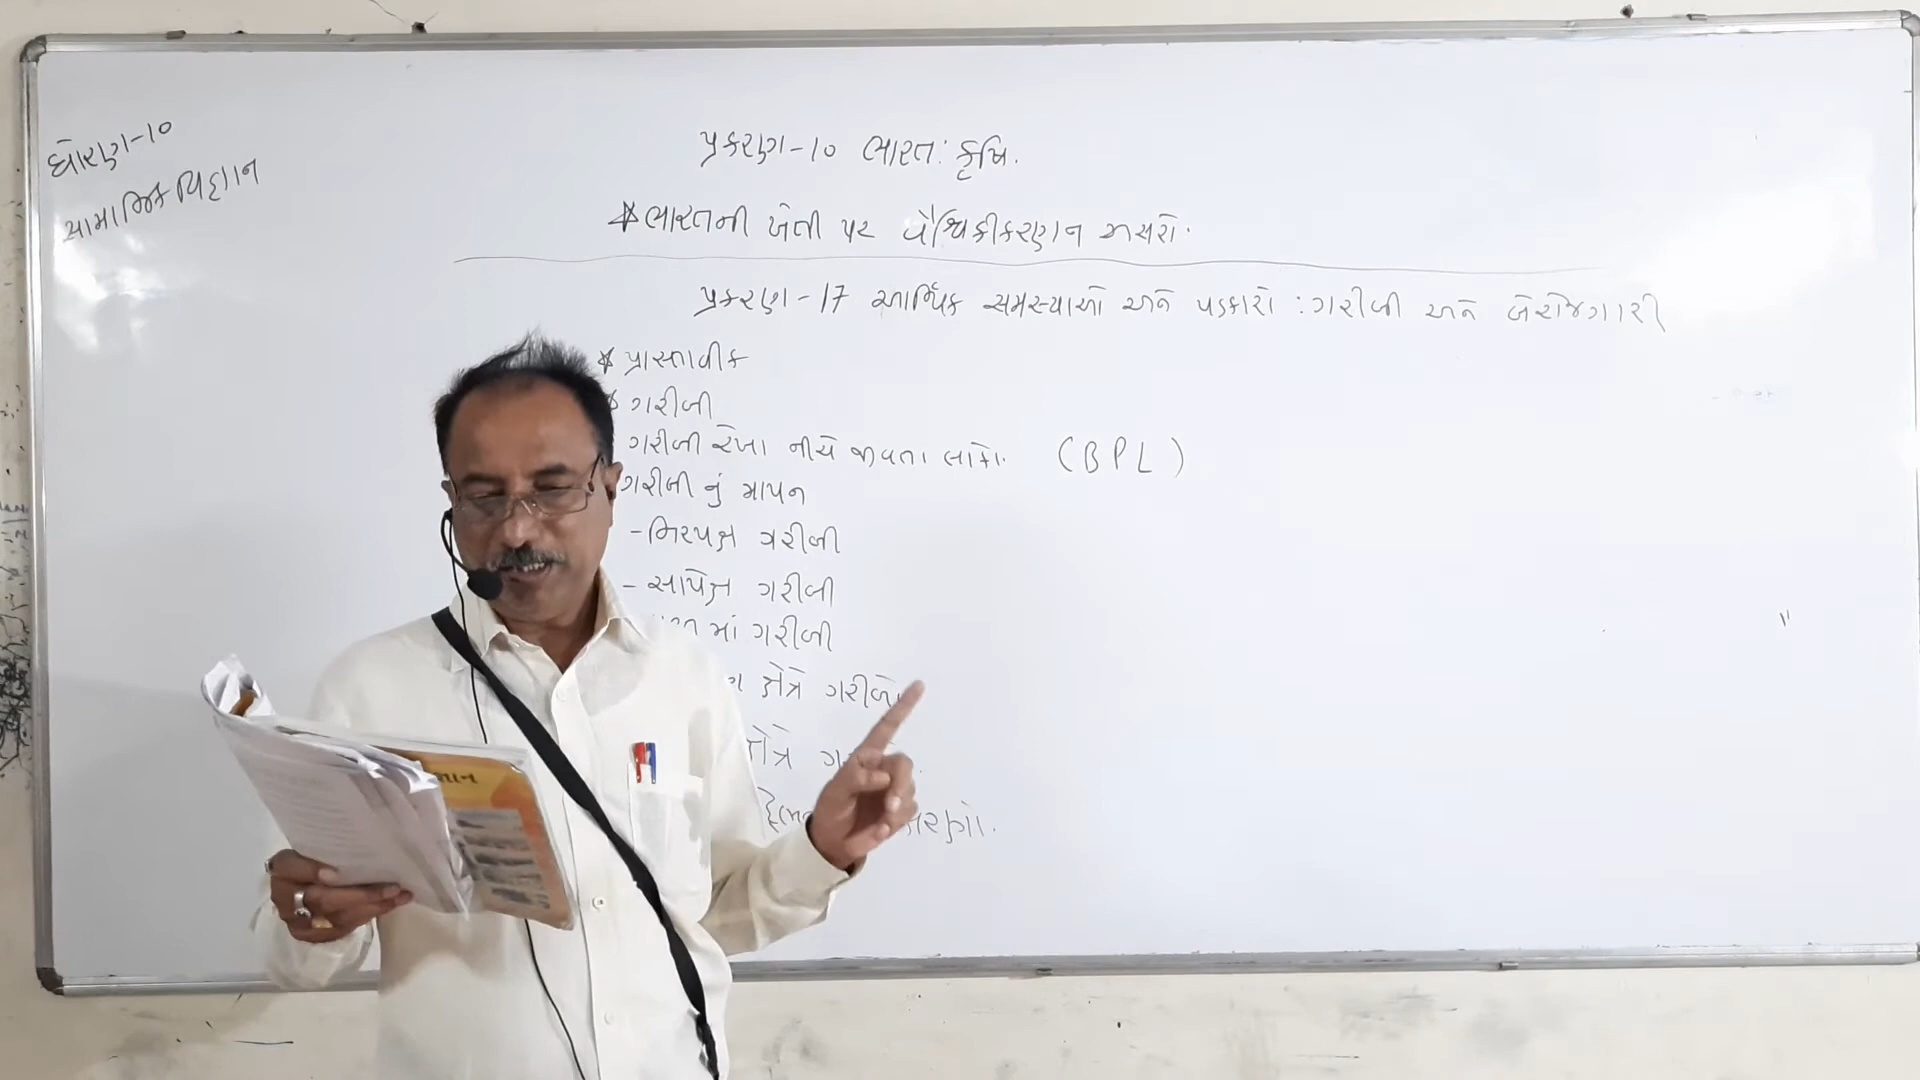 ધોરણ-૧૦
સામાજિક વિજ્ઞાન
પ્રકરણ-૧૦ ભારત: કૃષિ.
* ભારતની ખેતી પર વૈશ્વિકીકરણન અસરો.
પ્રકરણ-17 આર્થિક સમસ્યાઓ અને પડકારો : ગરીબી અને બેરોજગારી
* પ્રાસ્તાવીક
* ગરીબી
ગરીબી રેખા નીચે જીવતા લોકો. (BPL)
ગરીબી નું માપન
- નિરપેક્ષ ગરીબી
- સાપેક્ષ ગરીબી
માં ગરીબી
ક્ષેત્રે ગરીબી